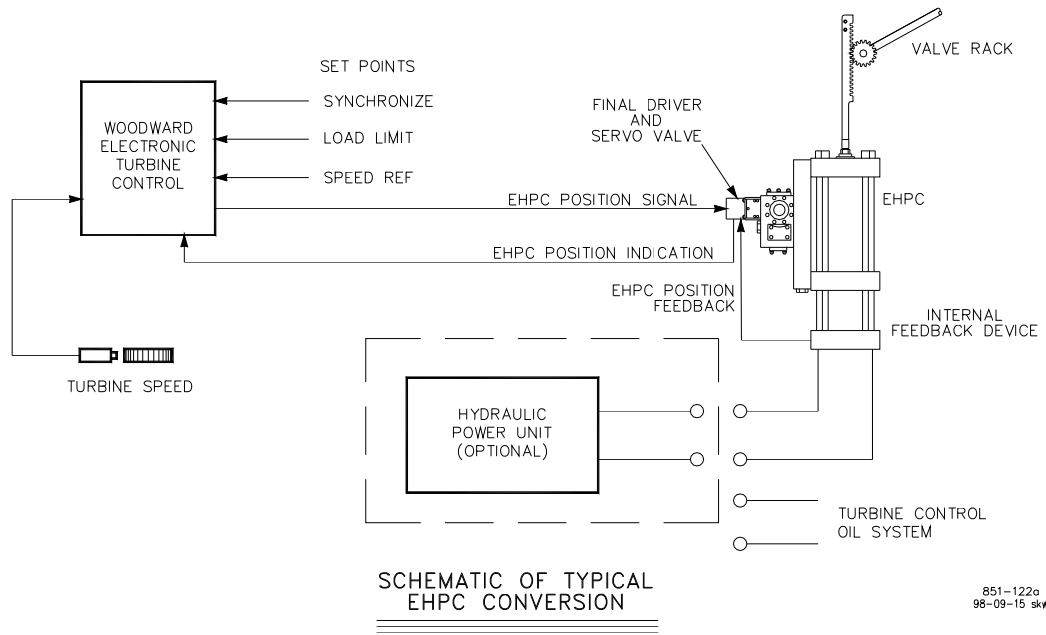 SET POINTS
SYNCHRONIZE
LOAD LIMIT
SPEED REF
WOODWARD
ELECTRONIC
TURBINE
CONTROL
FINAL DRIVER
AND
SERVO VALVE
VALVE RACK
EHPC POSITION SIGNAL
EHPC
EHPC POSITION INDICATION
EHPC POSITION
FEEDBACK
INTERNAL
FEEDBACK DEVICE
TURBINE SPEED
HYDRAULIC
POWER UNIT
(OPTIONAL)
TURBINE CONTROL
OIL SYSTEM
SCHEMATIC OF TYPICAL
EHPC CONVERSION
851-122a
98-09-15 skw